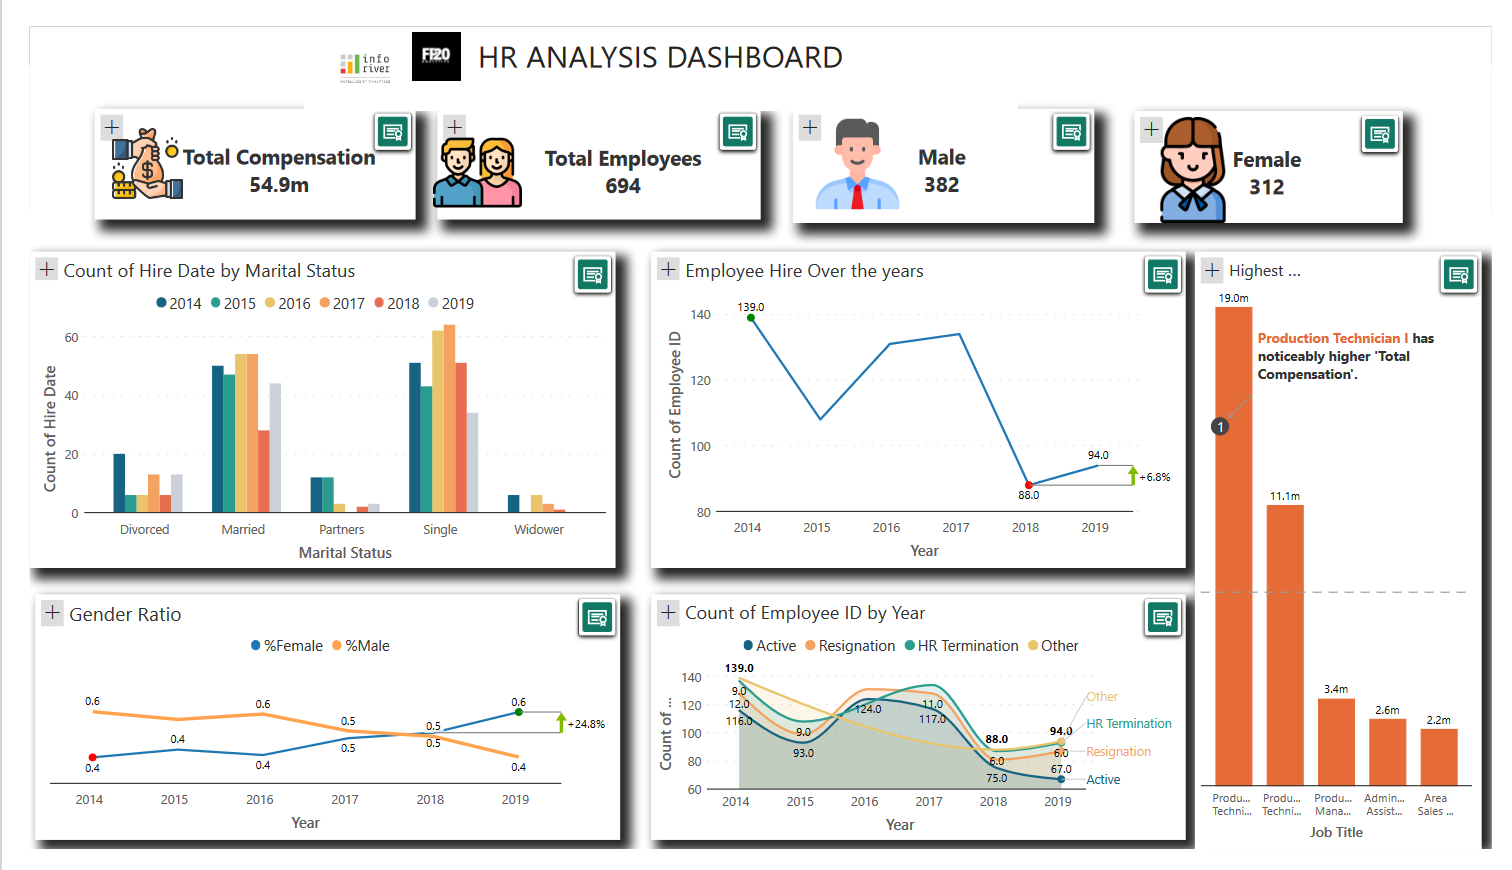 info
river
INTELLIGENT ANALYTICS
FP20
ANALYTICS
HR ANALYSIS DASHBOARD
Total Compensation
54.9m
Total Employees
694
Male
382
Female
312
Count of Hire Date by Marital Status
2014 2015 2016 2017 2018 2019
Count of Hire Date
60
40
20
0
Divorced Married Partners Single Widower
Marital Status
Employee Hire Over the years
Count of Employee ID
140
120
100
80
139.0
88.0
94.0
+6.8%
2014 2015 2016 2017 2018 2019
Year
Highest ...
19.0m
Production Technician I has
noticeably higher 'Total
Compensation'.
1
11.1m
3.4m
2.6m
2.2m
Produ... Produ... Produ... Admin... Area
Techni... Techni... Mana... Assist... Sales ...
Job Title
Gender Ratio
%Female %Male
0.6 0.6 0.5 0.5 0.6
0.4 0.4 0.4 0.5 0.5 0.4
+24.8%
2014 2015 2016 2017 2018 2019
Year
Count of Employee ID by Year
Active Resignation HR Termination Other
Count of ...
140
120
100
80
60
139.0
9.0
12.0
116.0
9.0
93.0
124.0
11.0
117.0
88.0
6.0
75.0
94.0
6.0
67.0
Other
HR Termination
Resignation
Active
2014 2015 2016 2017 2018 2019
Year